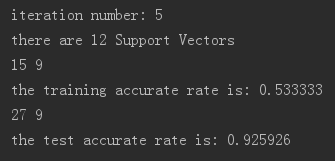 iteration number: 5
there are 12 Support Vectors
15 9
the training accurate rate is: 0.533333
27 9
the test accurate rate is: 0.925926